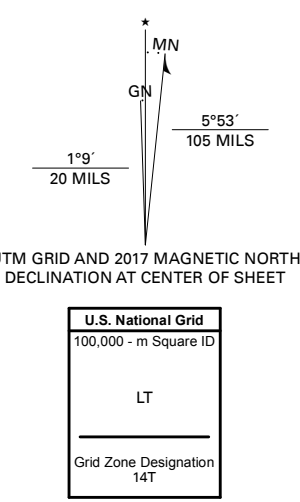 ★
MN
GN
5°53´
105 MILS
1°9´
20 MILS
UTM GRID AND 2017 MAGNETIC NORTH
DECLINATION AT CENTER OF SHEET
U.S. National Grid
100,000 - m Square ID
LT
Grid Zone Designation
14T